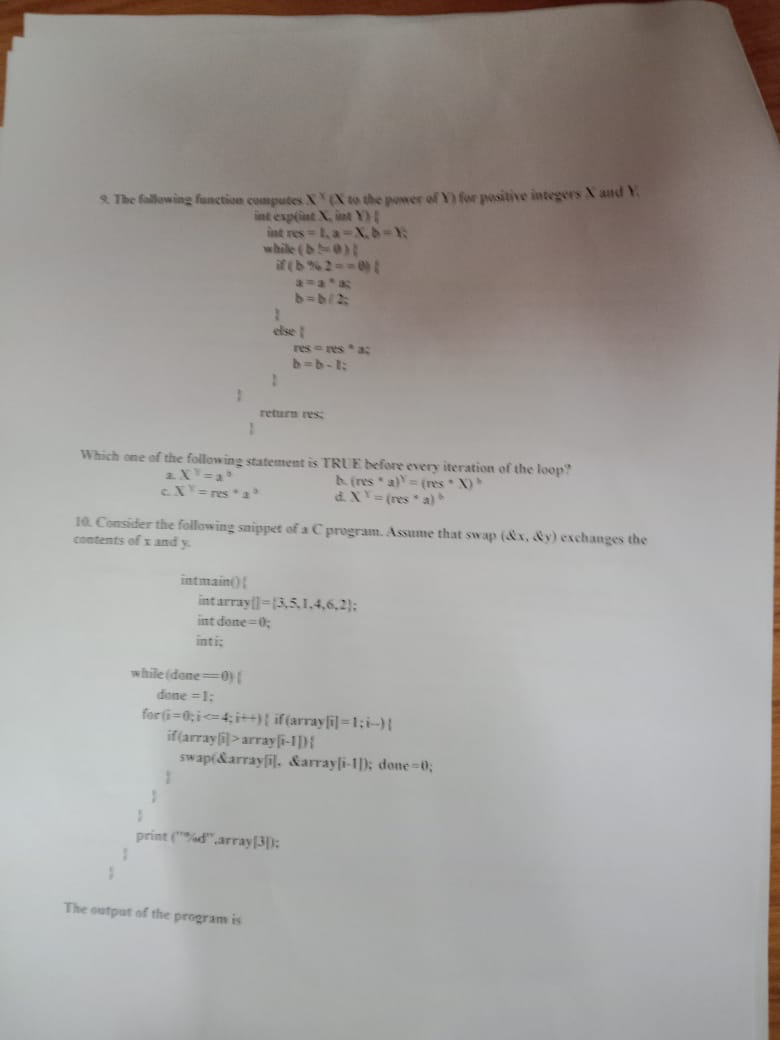 9. The following function computes X^Y (X to the power of Y) for positive integers X and Y.
int exp(int X, int Y) {
int res = 1, a = X, b = Y;
while ( b != 0 ) {
if ( b % 2 = = 0) {
a = a * a;
b = b / 2;
}
else {
res = res * a;
b = b - 1;
}
}
return res;
}
Which one of the following statement is TRUE before every iteration of the loop?
a. X^Y = a^b b. (res * a)^Y = (res * X)^b
c. X^Y = res * a^b d. X^Y = (res * a)^b
10. Consider the following snippet of a C program. Assume that swap (&x, &y) exchanges the
contents of x and y.
intmain(){
intarray[]={3,5,1,4,6,2};
int done=0;
inti;
while(done==0){
done =1;
for(i=0;i<=4;i++){ if(array[i]=1;i--){
if(array[i]>array[i-1]){
swap(&array[i], &array[i-1]); done=0;
}
}
}
print ("%d",array[3]);
}
}
The output of the program is